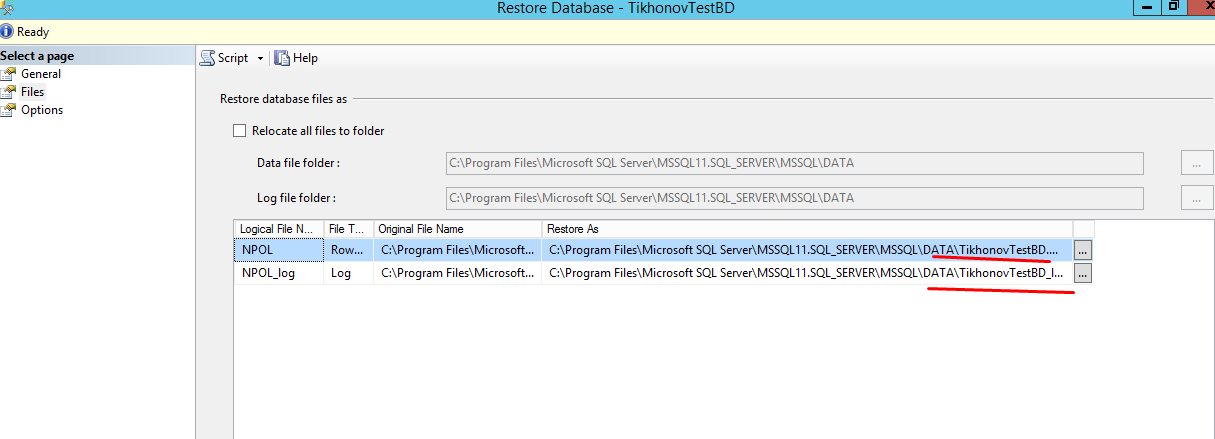 Restore Database - TikhonovTestBD
Ready
Select a page
General
Files
Options
Script
Help
Restore database files as
Relocate all files to folder
Data file folder :
C:\Program Files\Microsoft SQL Server\MSSQL11.SQL_SERVER\MSSQL\DATA
...
Log file folder :
C:\Program Files\Microsoft SQL Server\MSSQL11.SQL_SERVER\MSSQL\DATA
...
Logical File N... File T... Original File Name Restore As
NPOL Row... C:\Program Files\Microsoft... C:\Program Files\Microsoft SQL Server\MSSQL11.SQL_SERVER\MSSQL\DATA\TikhonovTestBD.... ...
NPOL_log Log C:\Program Files\Microsoft... C:\Program Files\Microsoft SQL Server\MSSQL11.SQL_SERVER\MSSQL\DATA\TikhonovTestBD_l... ...